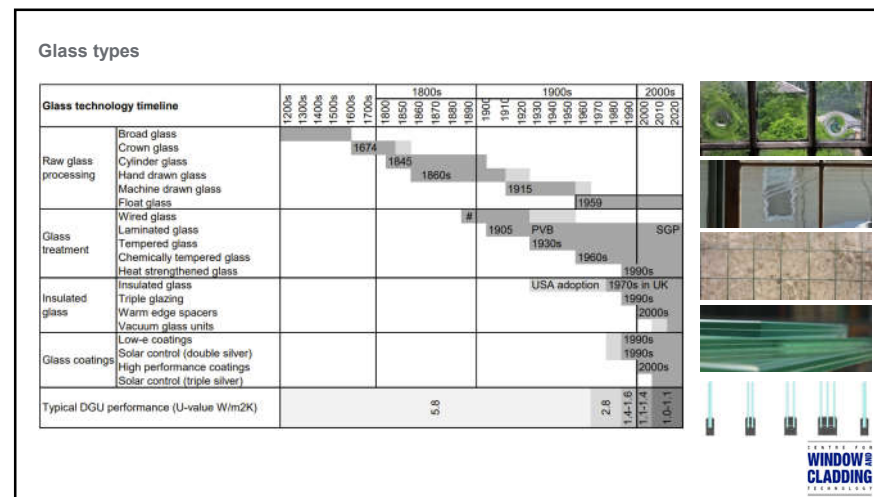 Glass types
Glass technology timeline
1800s 1900s 2000s
1200s 1300s 1400s 1500s 1600s 1700s 1800 1850 1860 1870 1880 1890 1900 1910 1920 1930 1940 1950 1960 1970 1980 1990 2000 2010 2020
Raw glass processing
Broad glass
Crown glass 1674
Cylinder glass 1845
Hand drawn glass 1860s
Machine drawn glass 1915
Float glass 1959
Glass treatment
Wired glass #
Laminated glass 1905 PVB SGP
Tempered glass 1930s
Chemically tempered glass 1960s
Heat strengthened glass 1990s
Insulated glass
Insulated glass USA adoption 1970s in UK
Triple glazing 1990s
Warm edge spacers 2000s
Vacuum glass units
Glass coatings
Low-e coatings 1990s
Solar control (double silver) 1990s
High performance coatings 2000s
Solar control (triple silver)
Typical DGU performance (U-value W/m2K) 5.8 2.8 1.4-1.6 1.1-1.4 1.0-1.1
CENTRE FOR
WINDOW AND
CLADDING
TECHNOLOGY